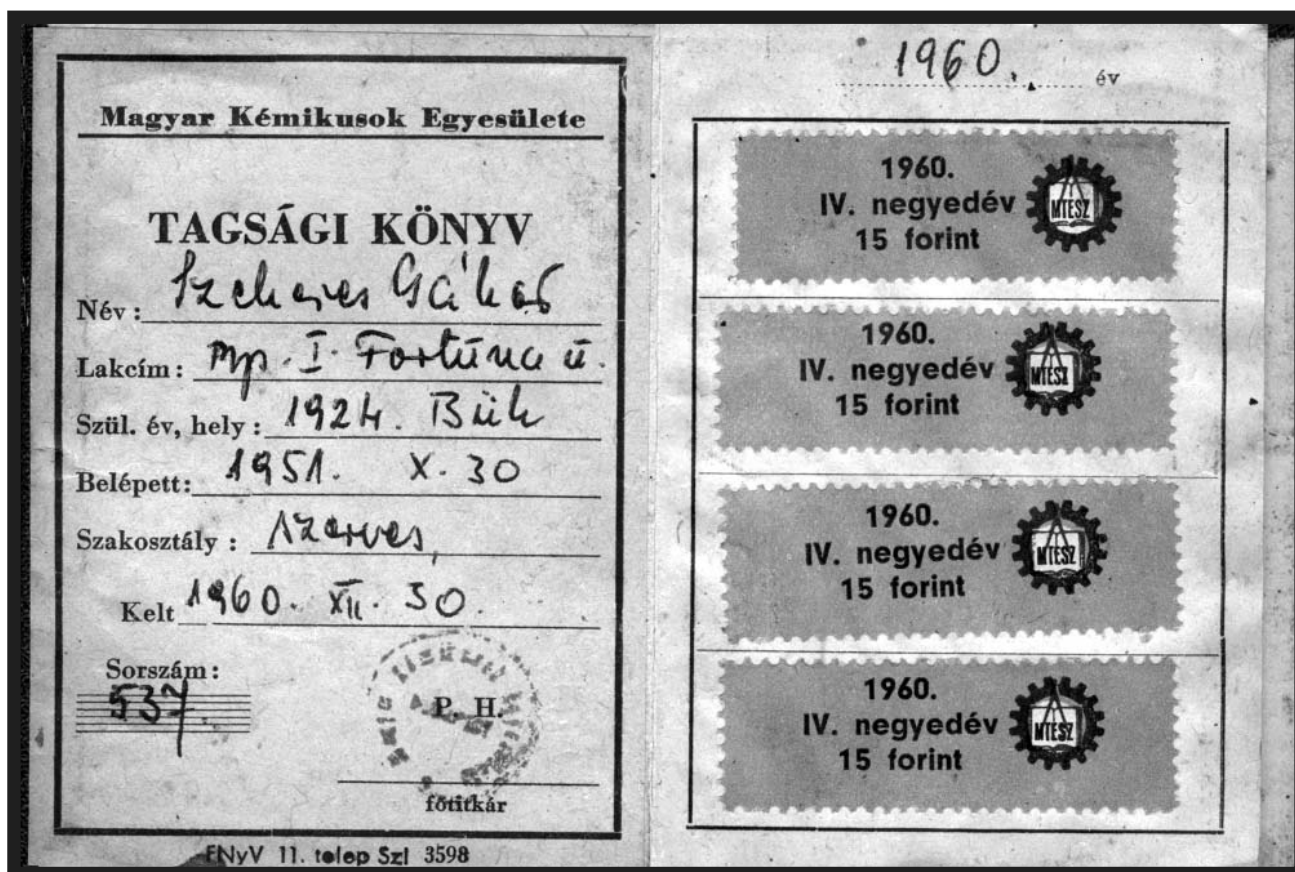 Magyar Kémikusok Egyesülete
TAGSÁGI KÖNYV
Név: Szekeres Gábor
Lakcím: Bp. I. Fortuna ú.
Szül. év, hely: 1924. Bük
Belépett: 1951. X. 30
Szakosztály: Szerves
Kelt 1960. XII. 30.
Sorszám:
537
P. H.
főtitkár
FNyV 11. telep Szl 3598
1960. év
1960.
IV. negyedév
15 forint
MTESZ
1960.
IV. negyedév
15 forint
MTESZ
1960.
IV. negyedév
15 forint
MTESZ
1960.
IV. negyedév
15 forint
MTESZ